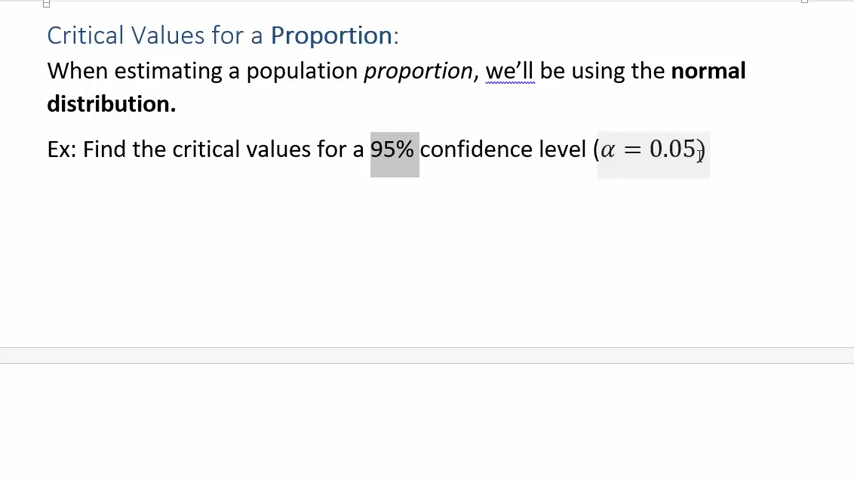 Critical Values for a Proportion:
When estimating a population proportion, we’ll be using the normal
distribution.
Ex: Find the critical values for a 95% confidence level (α = 0.05)